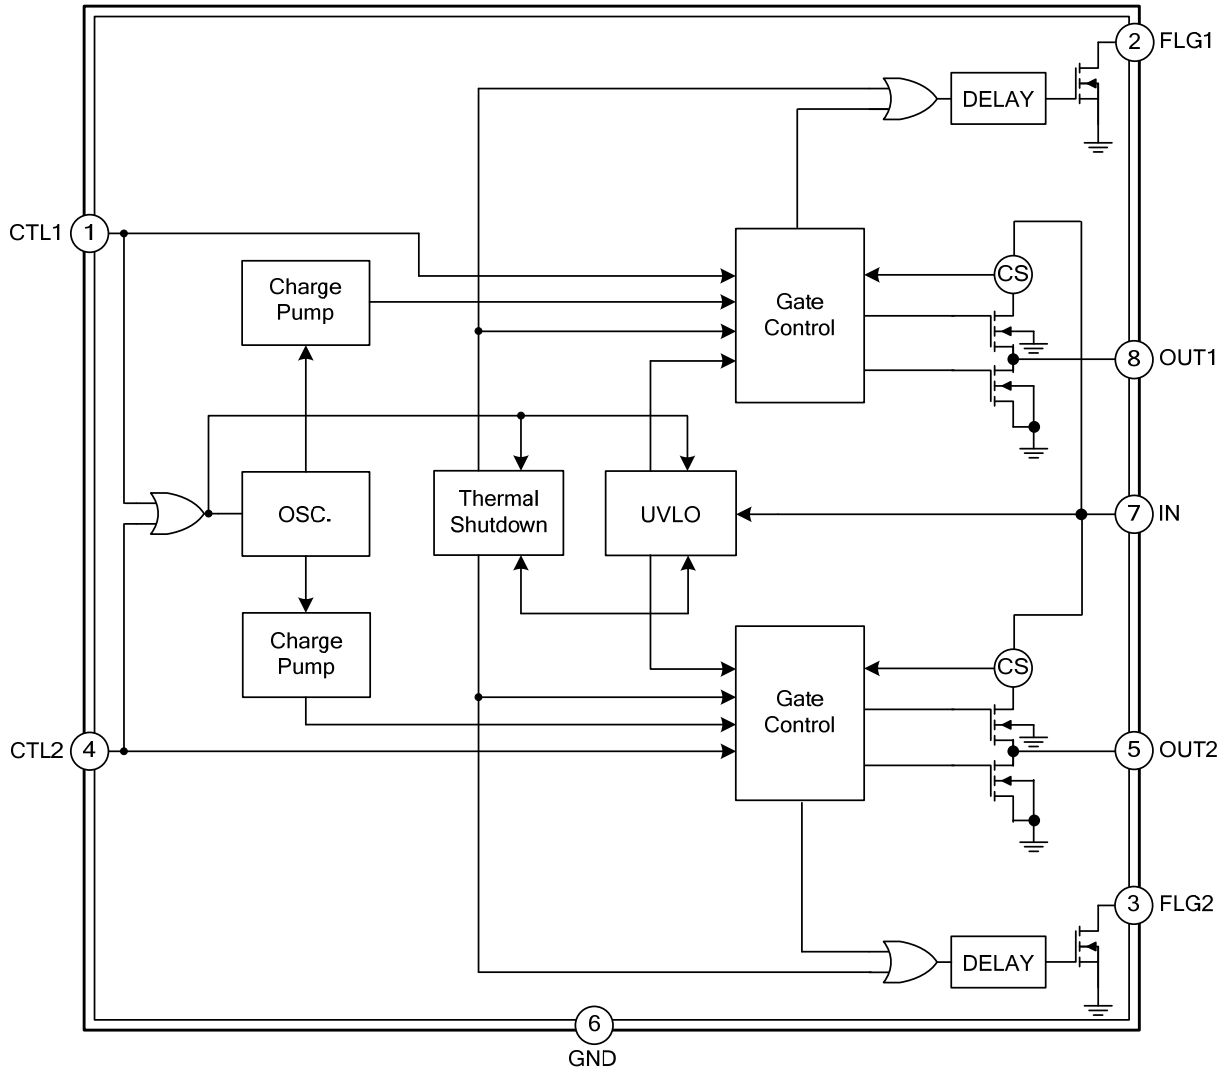 2 FLG1
DELAY
CTL1 1
Charge
Pump
Gate
Control
CS
8 OUT1
OSC.
Thermal
Shutdown
UVLO
7 IN
Charge
Pump
Gate
Control
CS
CTL2 4
5 OUT2
3 FLG2
DELAY
6
GND